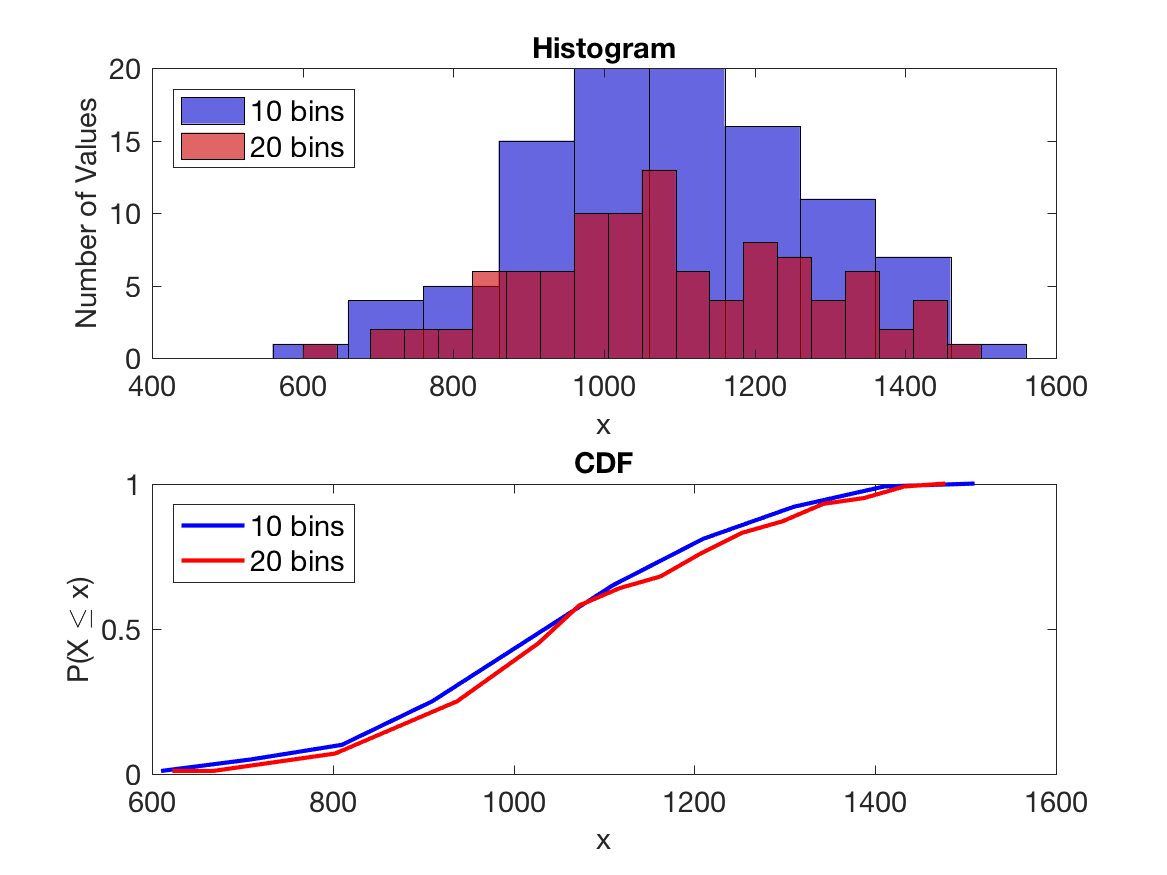 Histogram
20
15
10
5
0
Number of Values
10 bins
20 bins
400 600 800 1000 1200 1400 1600
x
CDF
1
0.5
0
P(X ≤ x)
10 bins
20 bins
600 800 1000 1200 1400 1600
x